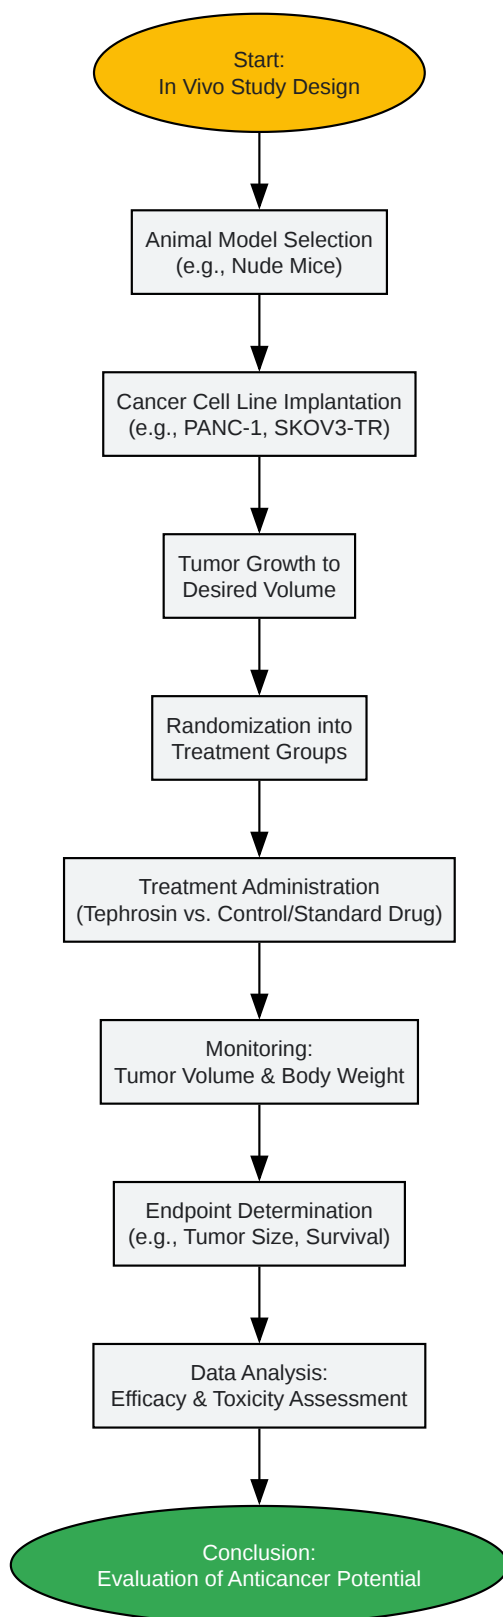 Start:
In Vivo Study Design
Animal Model Selection
(e.g., Nude Mice)
Cancer Cell Line Implantation
(e.g., PANC-1, SKOV3-TR)
Tumor Growth to
Desired Volume
Randomization into
Treatment Groups
Treatment Administration
(Tephrosin vs. Control/Standard Drug)
Monitoring:
Tumor Volume & Body Weight
Endpoint Determination
(e.g., Tumor Size, Survival)
Data Analysis:
Efficacy & Toxicity Assessment
Conclusion:
Evaluation of Anticancer Potential